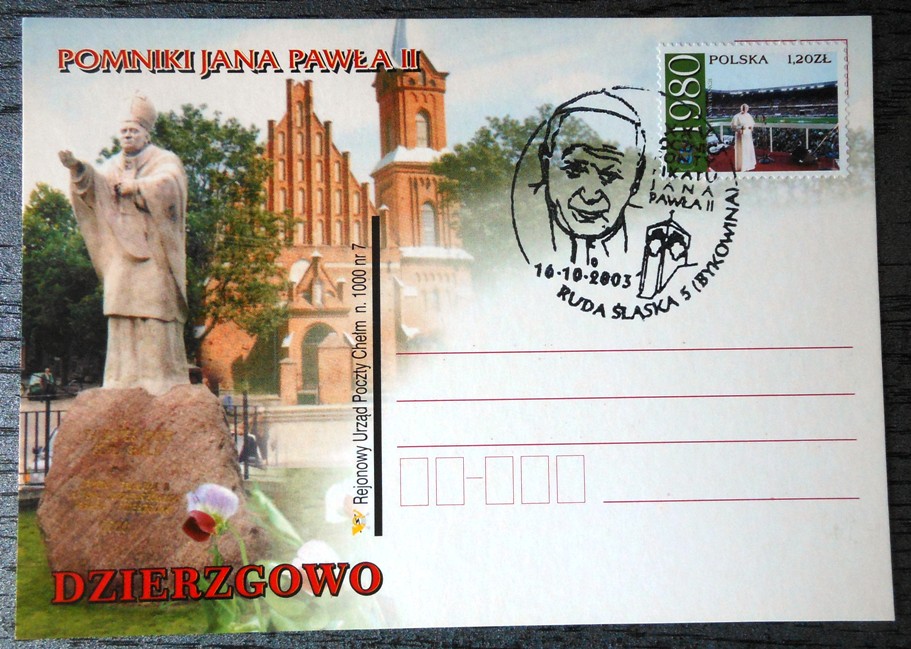 POMNIKI JANA PAWŁA II
1980
POLSKA 1,20ZŁ
JANA
PAWŁA II
16-10-2003
RUDA ŚLĄSKA 5 (BYKOWINA)
Rejonowy Urząd Poczty Chełm n. 1000 nr 7
DZIERZGOWO